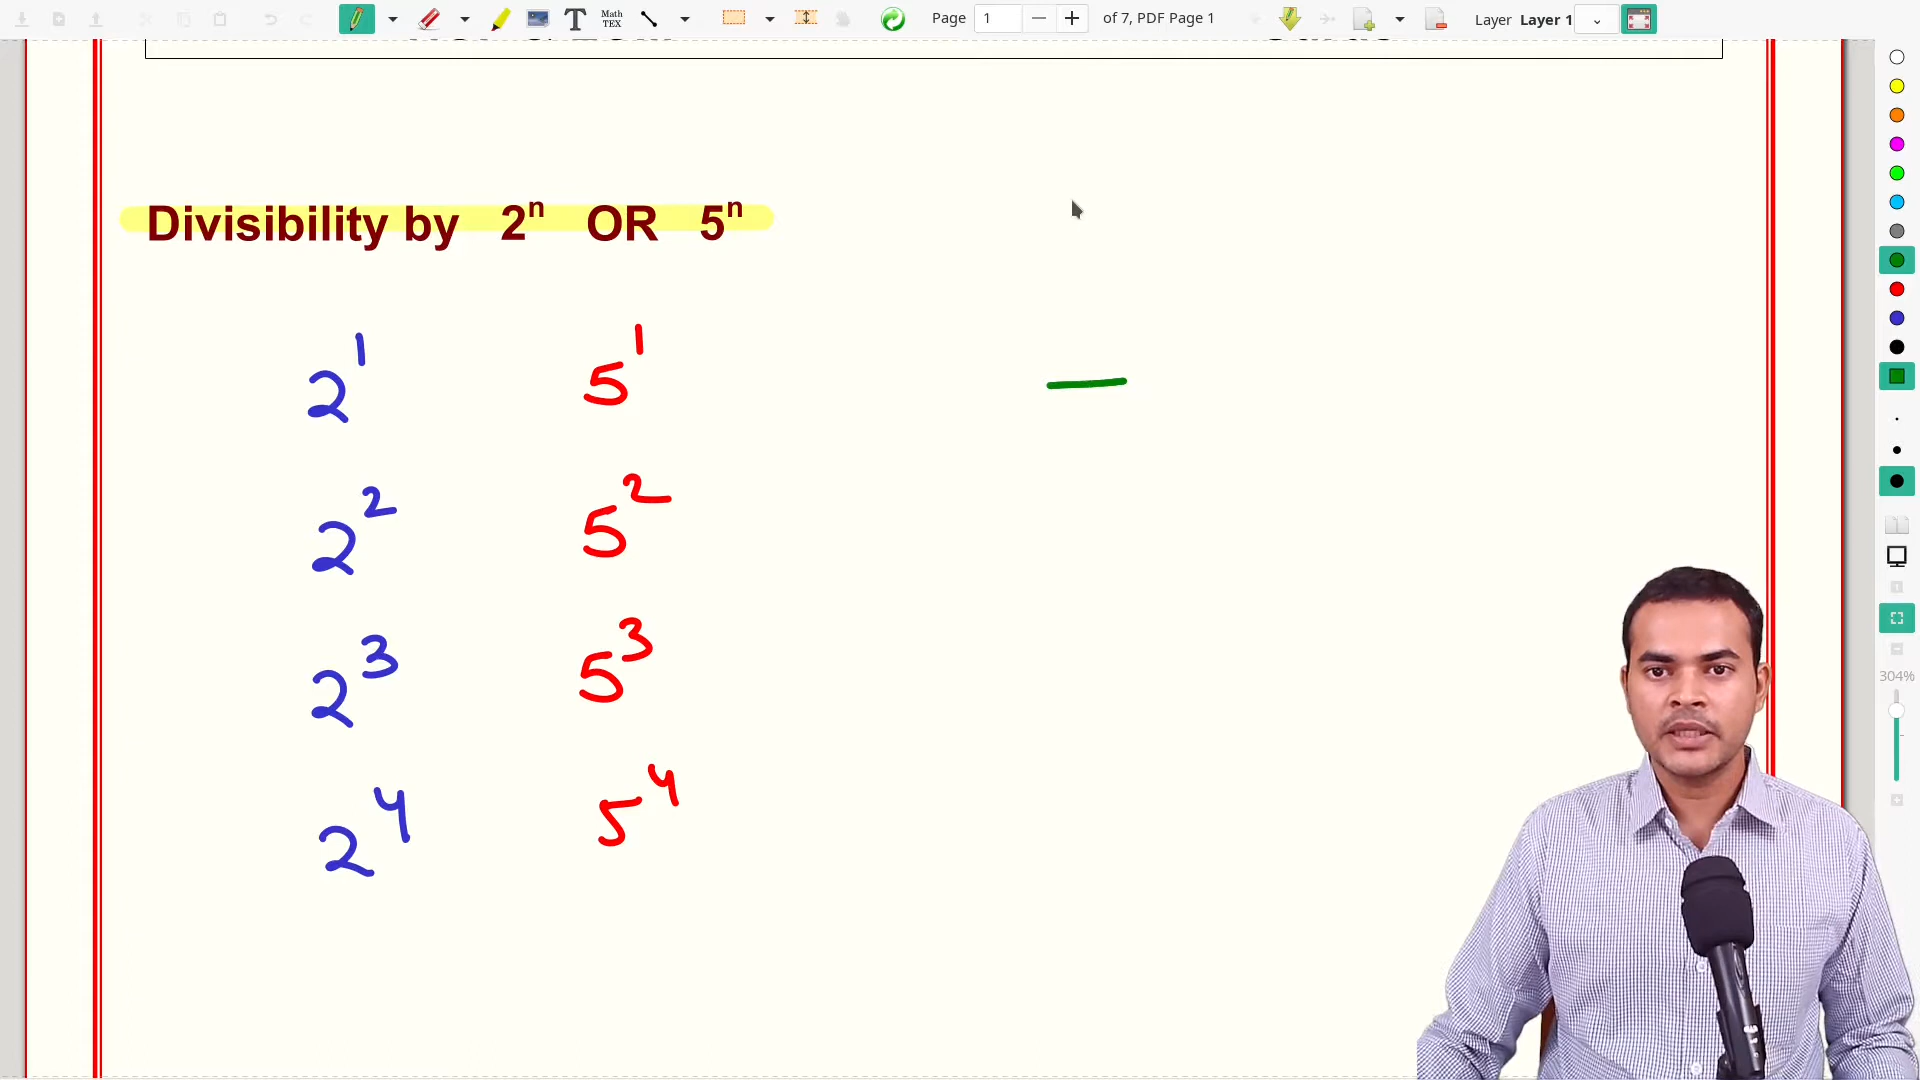 Math
TEX
Page 1 of 7, PDF Page 1 Layer Layer 1
Divisibility by 2ⁿ OR 5ⁿ
2¹ 5¹
2² 5²
2³ 5³
2⁴ 5⁴
304%